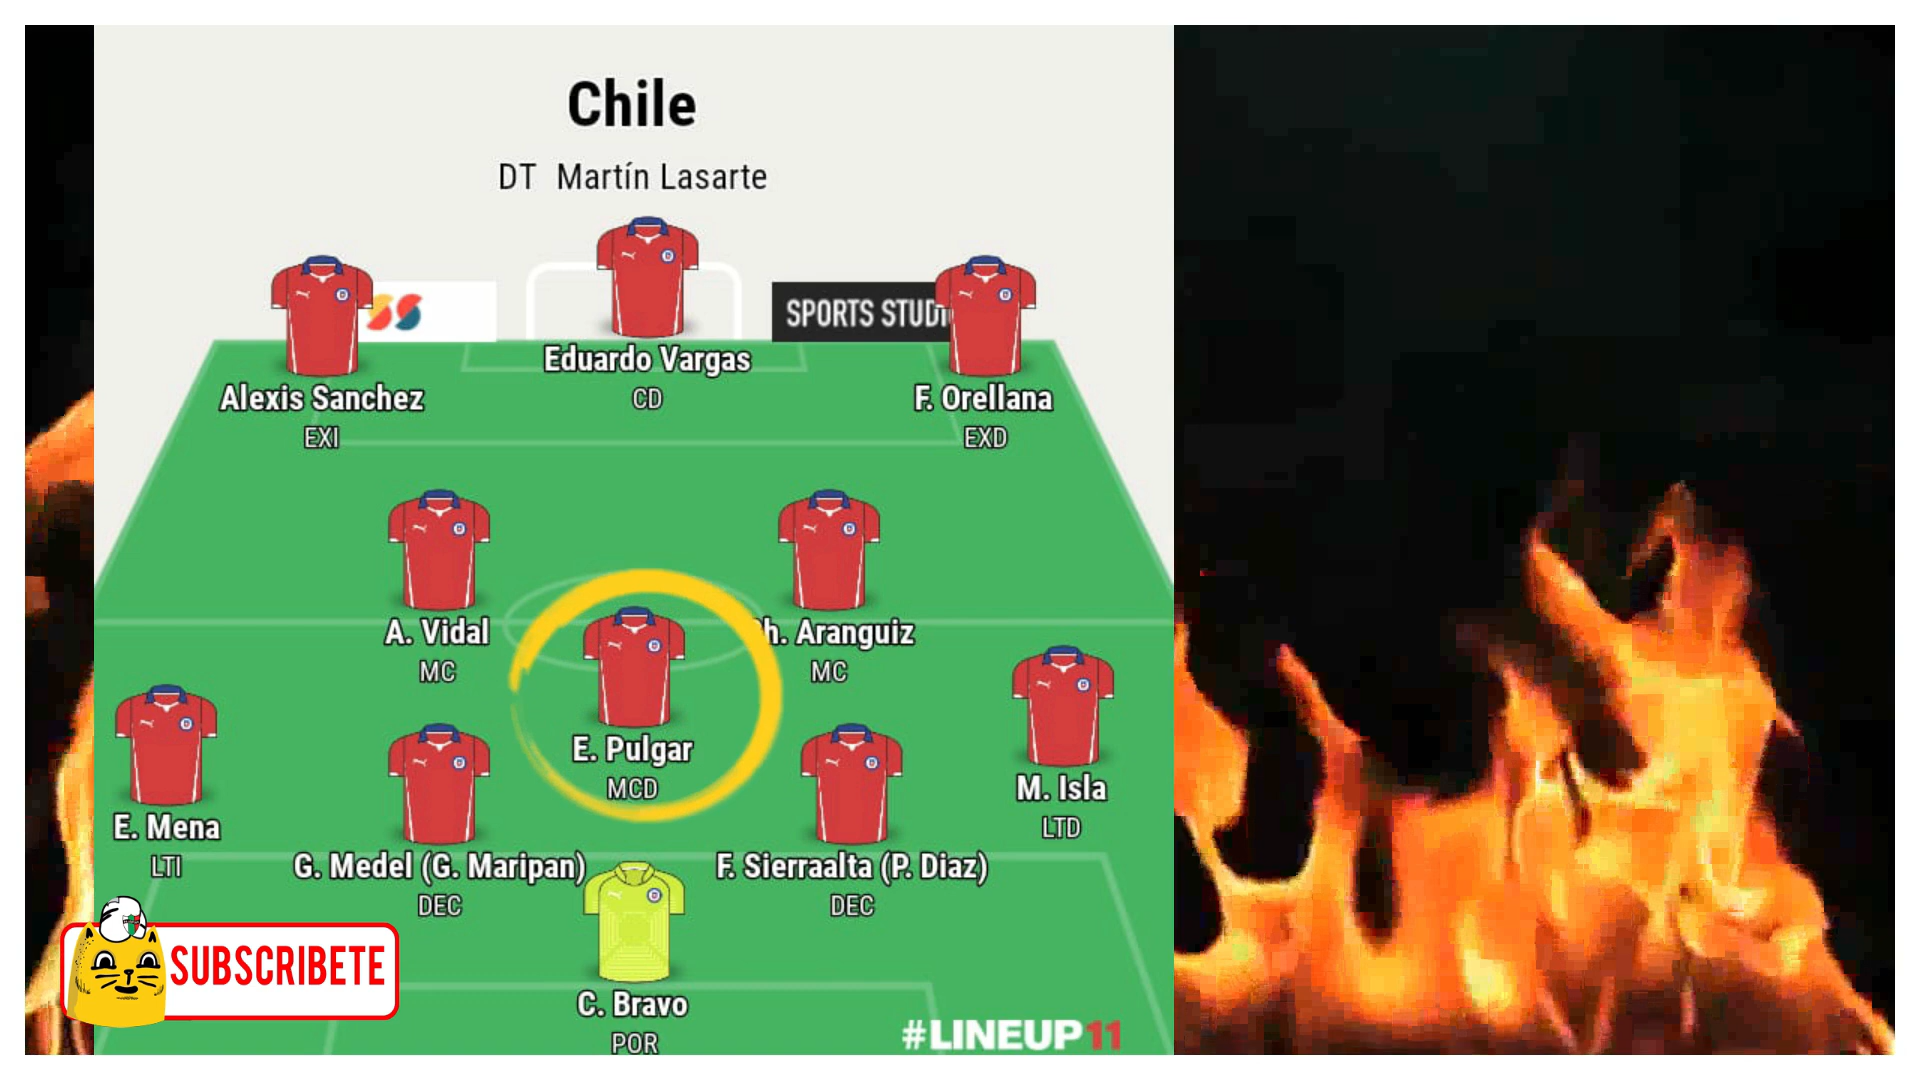 Chile
DT Martín Lasarte
SPORTS STUDI
Eduardo Vargas
CD
Alexis Sanchez
EXI
F. Orellana
EXD
A. Vidal
MC
h. Aranguiz
MC
E. Pulgar
MCD
M. Isla
LTD
E. Mena
LTI
G. Medel (G. Maripan)
DEC
F. Sierraalta (P. Diaz)
DEC
SUBSCRIBETE
C. Bravo
POR
#LINEUP11